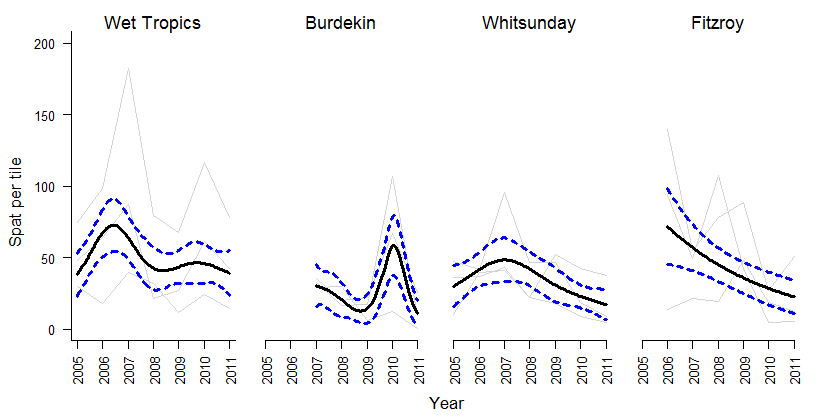 Wet Tropics Burdekin Whitsunday Fitzroy
200
150
100
50
0
Spat per tile
2005 2006 2007 2008 2009 2010 2011 2005 2006 2007 2008 2009 2010 2011 2005 2006 2007 2008 2009 2010 2011 2005 2006 2007 2008 2009 2010 2011
Year